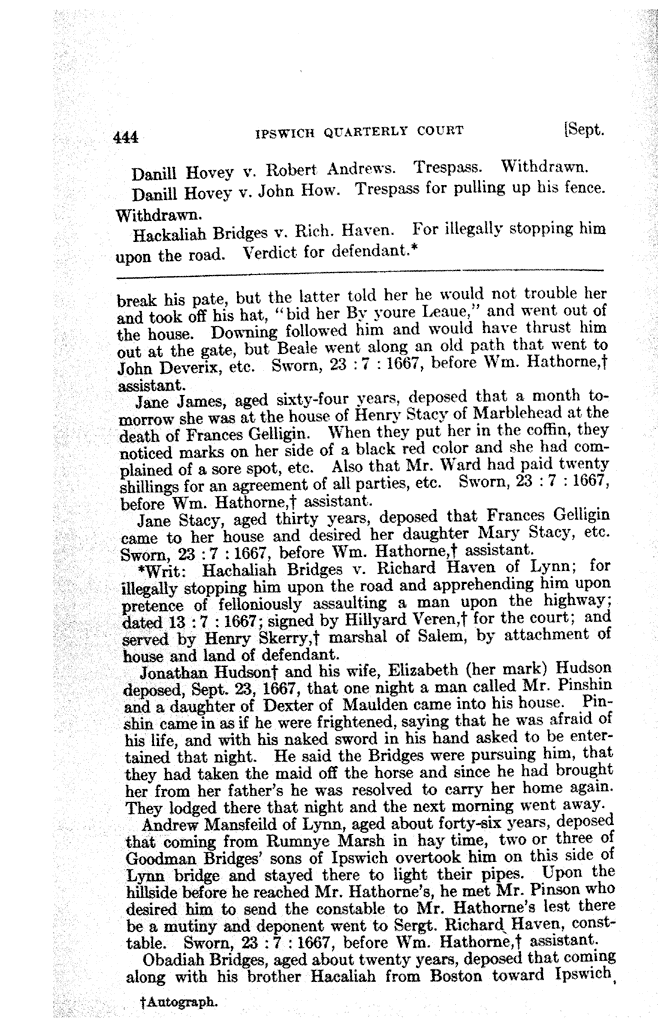 444 IPSWICH QUARTERLY COURT [Sept.
Danill Hovey v. Robert Andrews. Trespass. Withdrawn.
Danill Hovey v. John How. Trespass for pulling up his fence.
Withdrawn.
Hackaliah Bridges v. Rich. Haven. For illegally stopping him
upon the road. Verdict for defendant.*
break his pate, but the latter told her he would not trouble her
and took off his hat, "bid her By youre Leaue," and went out of
the house. Downing followed him and would have thrust him
out at the gate, but Beale went along an old path that went to
John Deverix, etc. Sworn, 23 : 7 : 1667, before Wm. Hathorne,†
assistant.
Jane James, aged sixty-four years, deposed that a month to-
morrow she was at the house of Henry Stacy of Marblehead at the
death of Frances Gelligin. When they put her in the coffin, they
noticed marks on her side of a black red color and she had com-
plained of a sore spot, etc. Also that Mr. Ward had paid twenty
shillings for an agreement of all parties, etc. Sworn, 23 : 7 : 1667,
before Wm. Hathorne,† assistant.
Jane Stacy, aged thirty years, deposed that Frances Gelligin
came to her house and desired her daughter Mary Stacy, etc.
Sworn, 23 : 7 : 1667, before Wm. Hathorne,† assistant.
*Writ: Hachaliah Bridges v. Richard Haven of Lynn; for
illegally stopping him upon the road and apprehending him upon
pretence of felloniously assaulting a man upon the highway;
dated 13 : 7 : 1667; signed by Hillyard Veren,† for the court; and
served by Henry Skerry,† marshal of Salem, by attachment of
house and land of defendant.
Jonathan Hudson† and his wife, Elizabeth (her mark) Hudson
deposed, Sept. 23, 1667, that one night a man called Mr. Pinshin
and a daughter of Dexter of Maulden came into his house. Pin-
shin came in as if he were frightened, saying that he was afraid of
his life, and with his naked sword in his hand asked to be enter-
tained that night. He said the Bridges were pursuing him, that
they had taken the maid off the horse and since he had brought
her from her father's he was resolved to carry her home again.
They lodged there that night and the next morning went away.
Andrew Mansfeild of Lynn, aged about forty-six years, deposed
that coming from Rumnye Marsh in hay time, two or three of
Goodman Bridges' sons of Ipswich overtook him on this side of
Lynn bridge and stayed there to light their pipes. Upon the
hillside before he reached Mr. Hathorne's, he met Mr. Pinson who
desired him to send the constable to Mr. Hathorne's lest there
be a mutiny and deponent went to Sergt. Richard Haven, const-
table. Sworn, 23 : 7 : 1667, before Wm. Hathorne,† assistant.
Obadiah Bridges, aged about twenty years, deposed that coming
along with his brother Hacaliah from Boston toward Ipswich,
†Autograph.